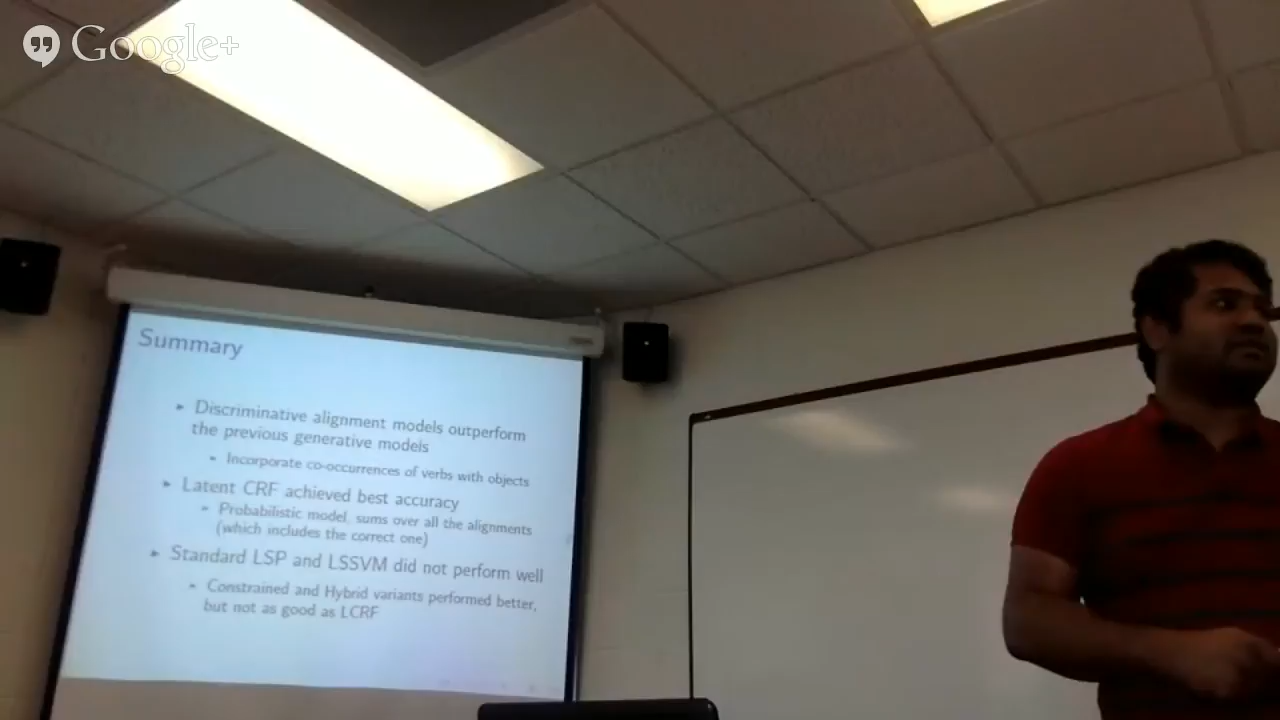 Google+
Summary
Discriminative alignment models outperform
the previous generative models
Incorporate co-occurrences of verbs with objects
Latent CRF achieved best accuracy
Probabilistic model, sums over all the alignments
(which includes the correct one)
Standard LSP and LSSVM did not perform well
Constrained and Hybrid variants performed better,
but not as good as LCRF